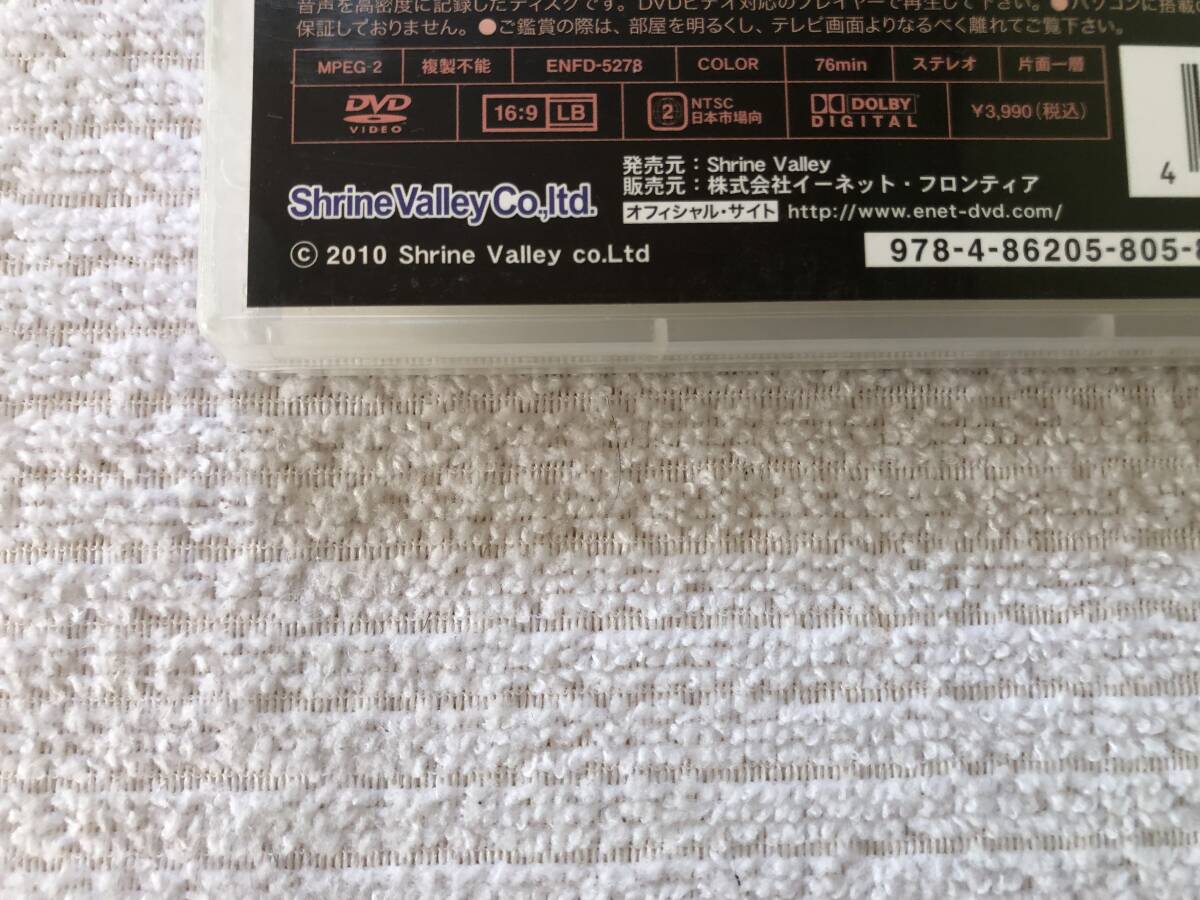 音声を高密度に記録したディスクです。DVDビデオ対応のプレイヤーで再生して下さい。●パソコンに搭載の
保証しておりません。●ご鑑賞の際は、部屋を明るくし、テレビ画面よりなるべく離れてご覧下さい。
MPEG-2 複製不能 ENFD-5278 COLOR 76min ステレオ 片面一層
DVD VIDEO 16:9 LB 2 NTSC 日本市場向 DOLBY DIGITAL ¥3,990(税込)
発売元:Shrine Valley
販売元:株式会社イーネット・フロンティア
Shrine Valley Co.,ltd.
オフィシャル・サイト http://www.enet-dvd.com/
© 2010 Shrine Valley co.Ltd
4
978-4-86205-805-